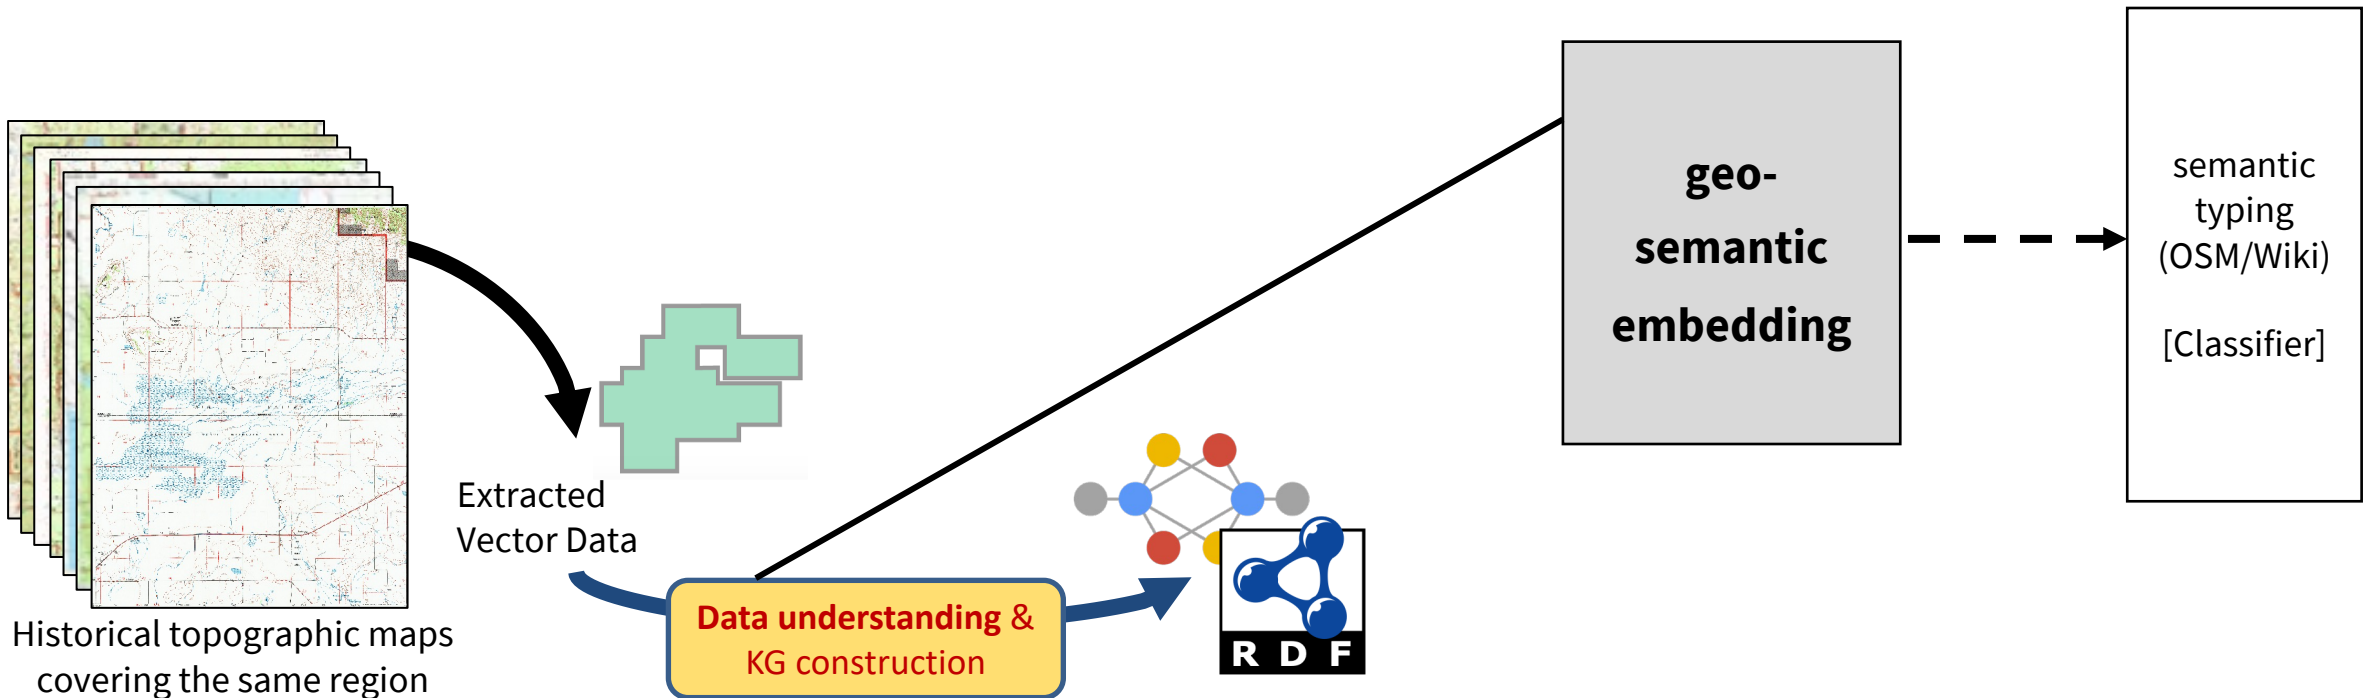 Historical topographic maps
covering the same region
Extracted
Vector Data
Data understanding &
KG construction
R D F
geo-
semantic
embedding
semantic
typing
(OSM/Wiki)
[Classifier]